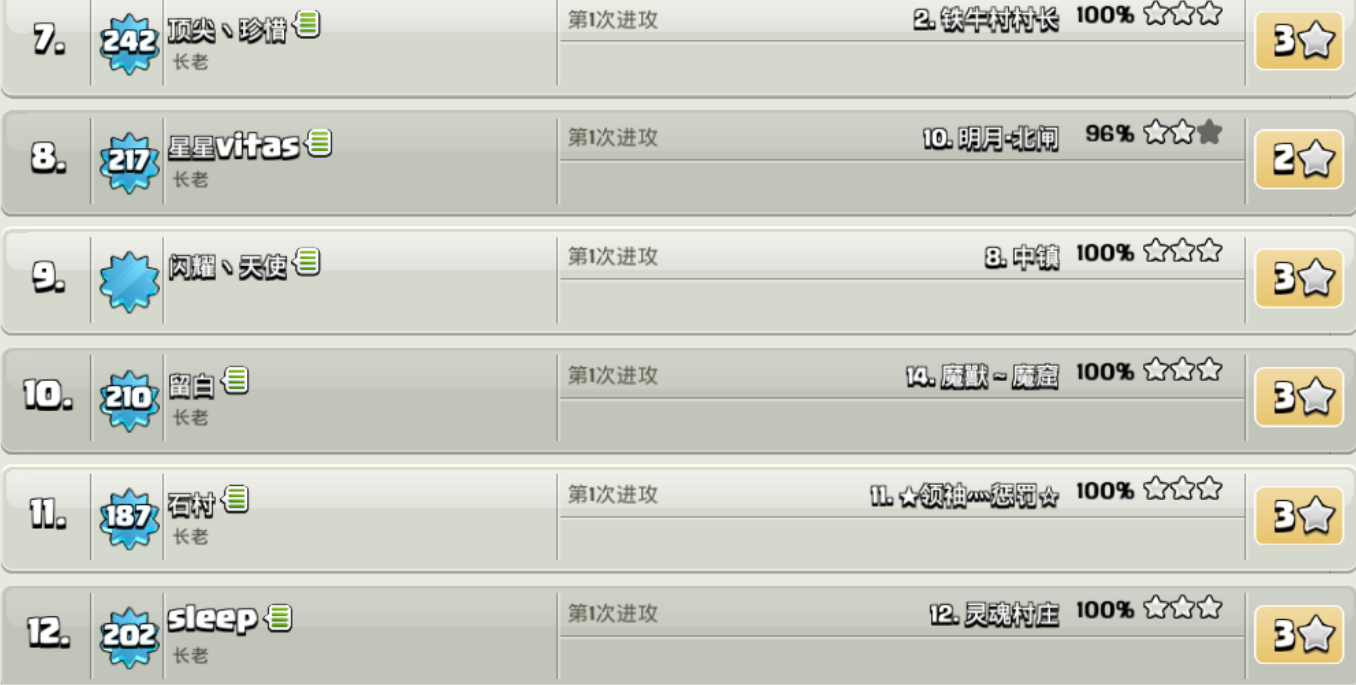 7. 242 顶尖丶珍惜 第1次进攻 2. 铁牛村村长 100% 3
长老
8. 217 星星vitas 第1次进攻 10. 明月·北闸 96% 2
长老
9. 闪耀丶天使 第1次进攻 8. 中镇 100% 3
10. 210 留白 第1次进攻 14. 魔獸~魔窟 100% 3
长老
11. 187 石村 第1次进攻 11. ★领袖灬惩罚☆ 100% 3
长老
12. 202 sleep 第1次进攻 12. 灵魂村庄 100% 3
长老